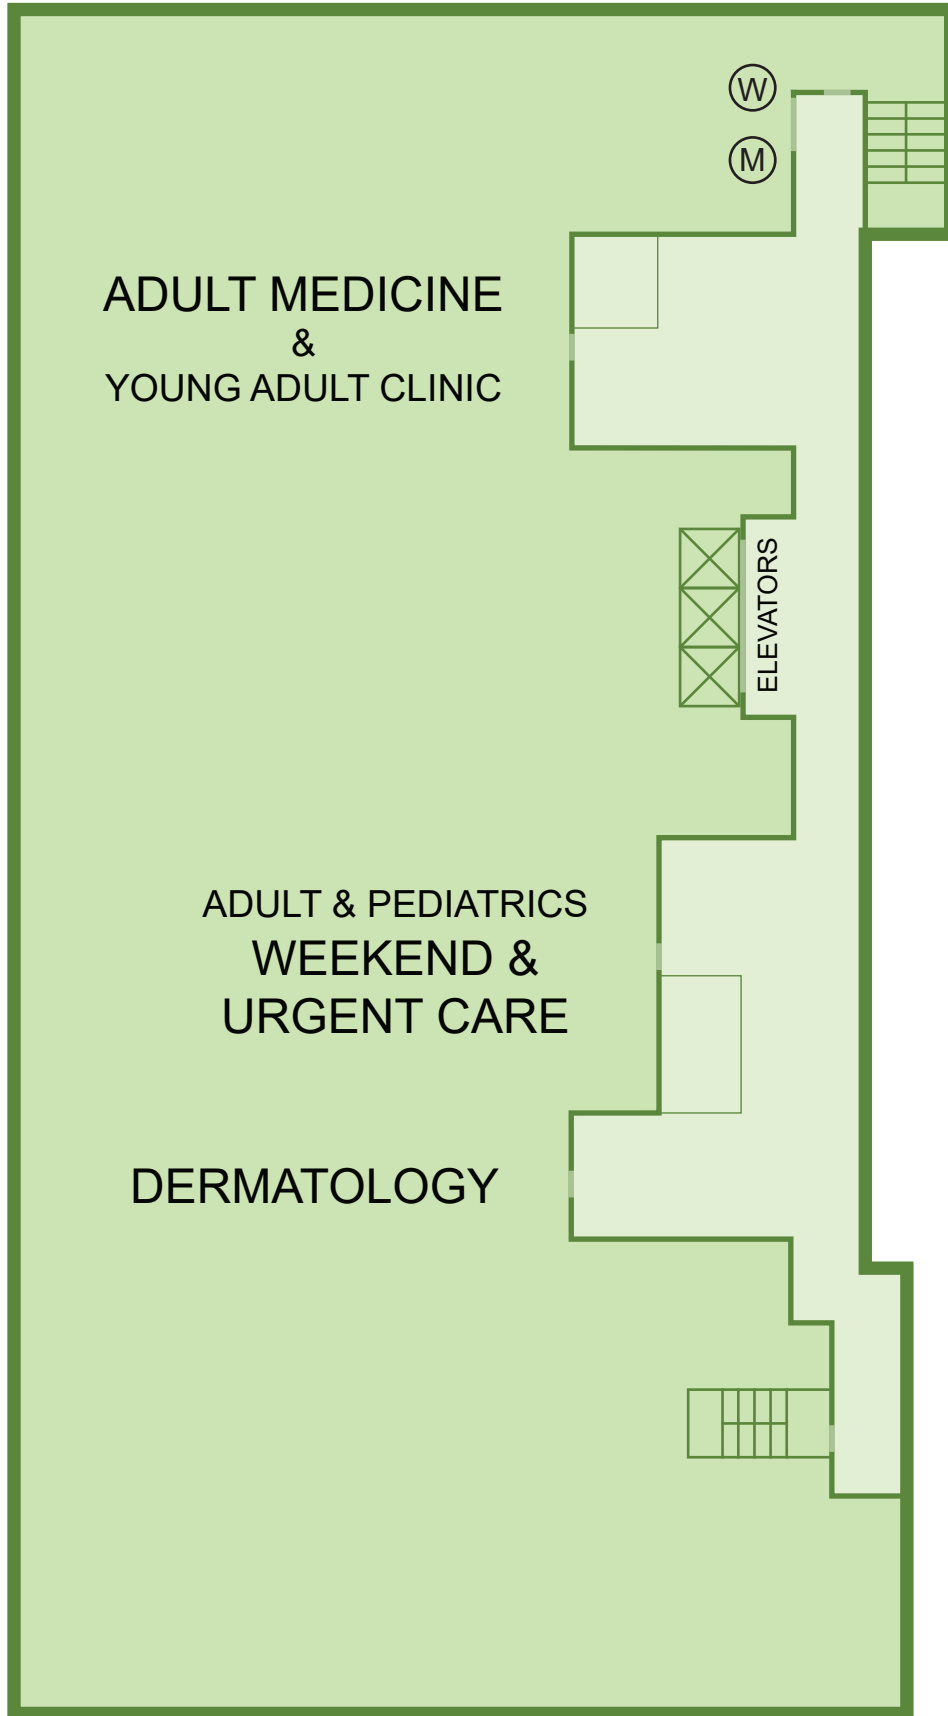 W
M
ADULT MEDICINE
&
YOUNG ADULT CLINIC
ELEVATORS
ADULT & PEDIATRICS
WEEKEND &
URGENT CARE
DERMATOLOGY